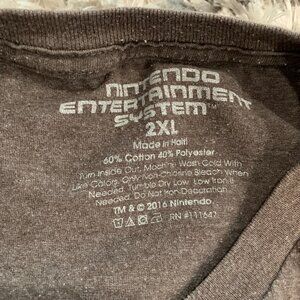 NINTENDO
ENTERTAINMENT
SYSTEM™
2XL
Made in Haiti
60% Cotton 40% Polyester
Turn Inside Out. Machine Wash Cold With
Like Colors. Only Non-Chlorine Bleach When
Needed. Tumble Dry Low. Low Iron If
Needed. Do Not Iron Decoration.
TM & © 2016 Nintendo
RN #111647